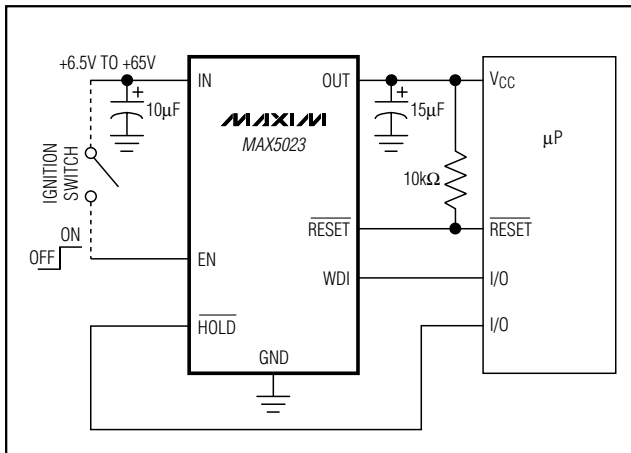 +6.5V TO +65V
IN
OUT
VCC
10μF
+
MAXIM
MAX5023
15μF
+
μP
10kΩ
IGNITION
SWITCH
ON
OFF
EN
RESET
RESET
WDI
I/O
HOLD
I/O
GND